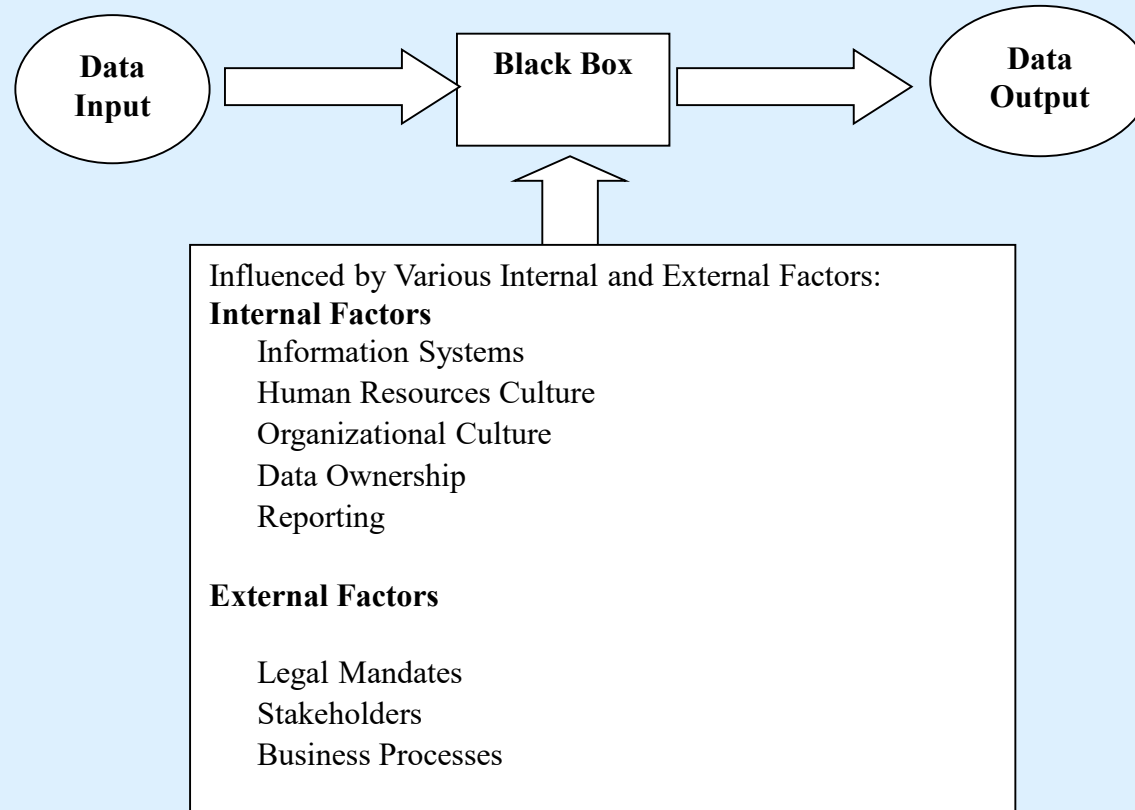 Data
Input
Black Box
Data
Output
Influenced by Various Internal and External Factors:
Internal Factors
Information Systems
Human Resources Culture
Organizational Culture
Data Ownership
Reporting
External Factors
Legal Mandates
Stakeholders
Business Processes